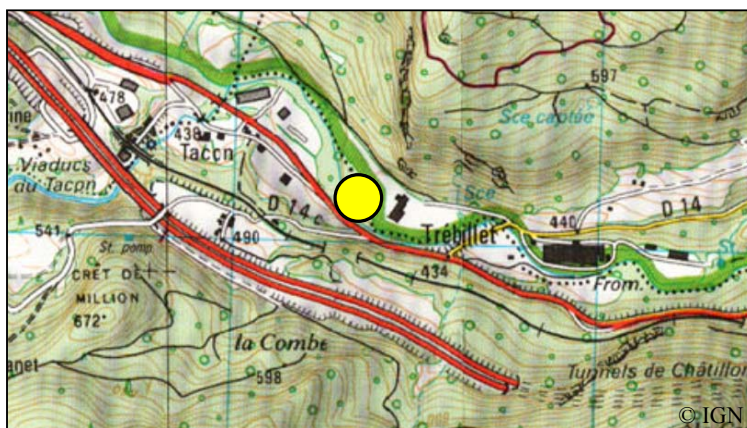 597
478
Sce captée
438
Tacon
Viaducs
du Tacon
Sce
D 14
D 14
440
Trébillet
541
St. pomp.
490
434
From.
CRÊT DE
MILLION
672
la Combe
598
Tunnels de Châtillon
© IGN